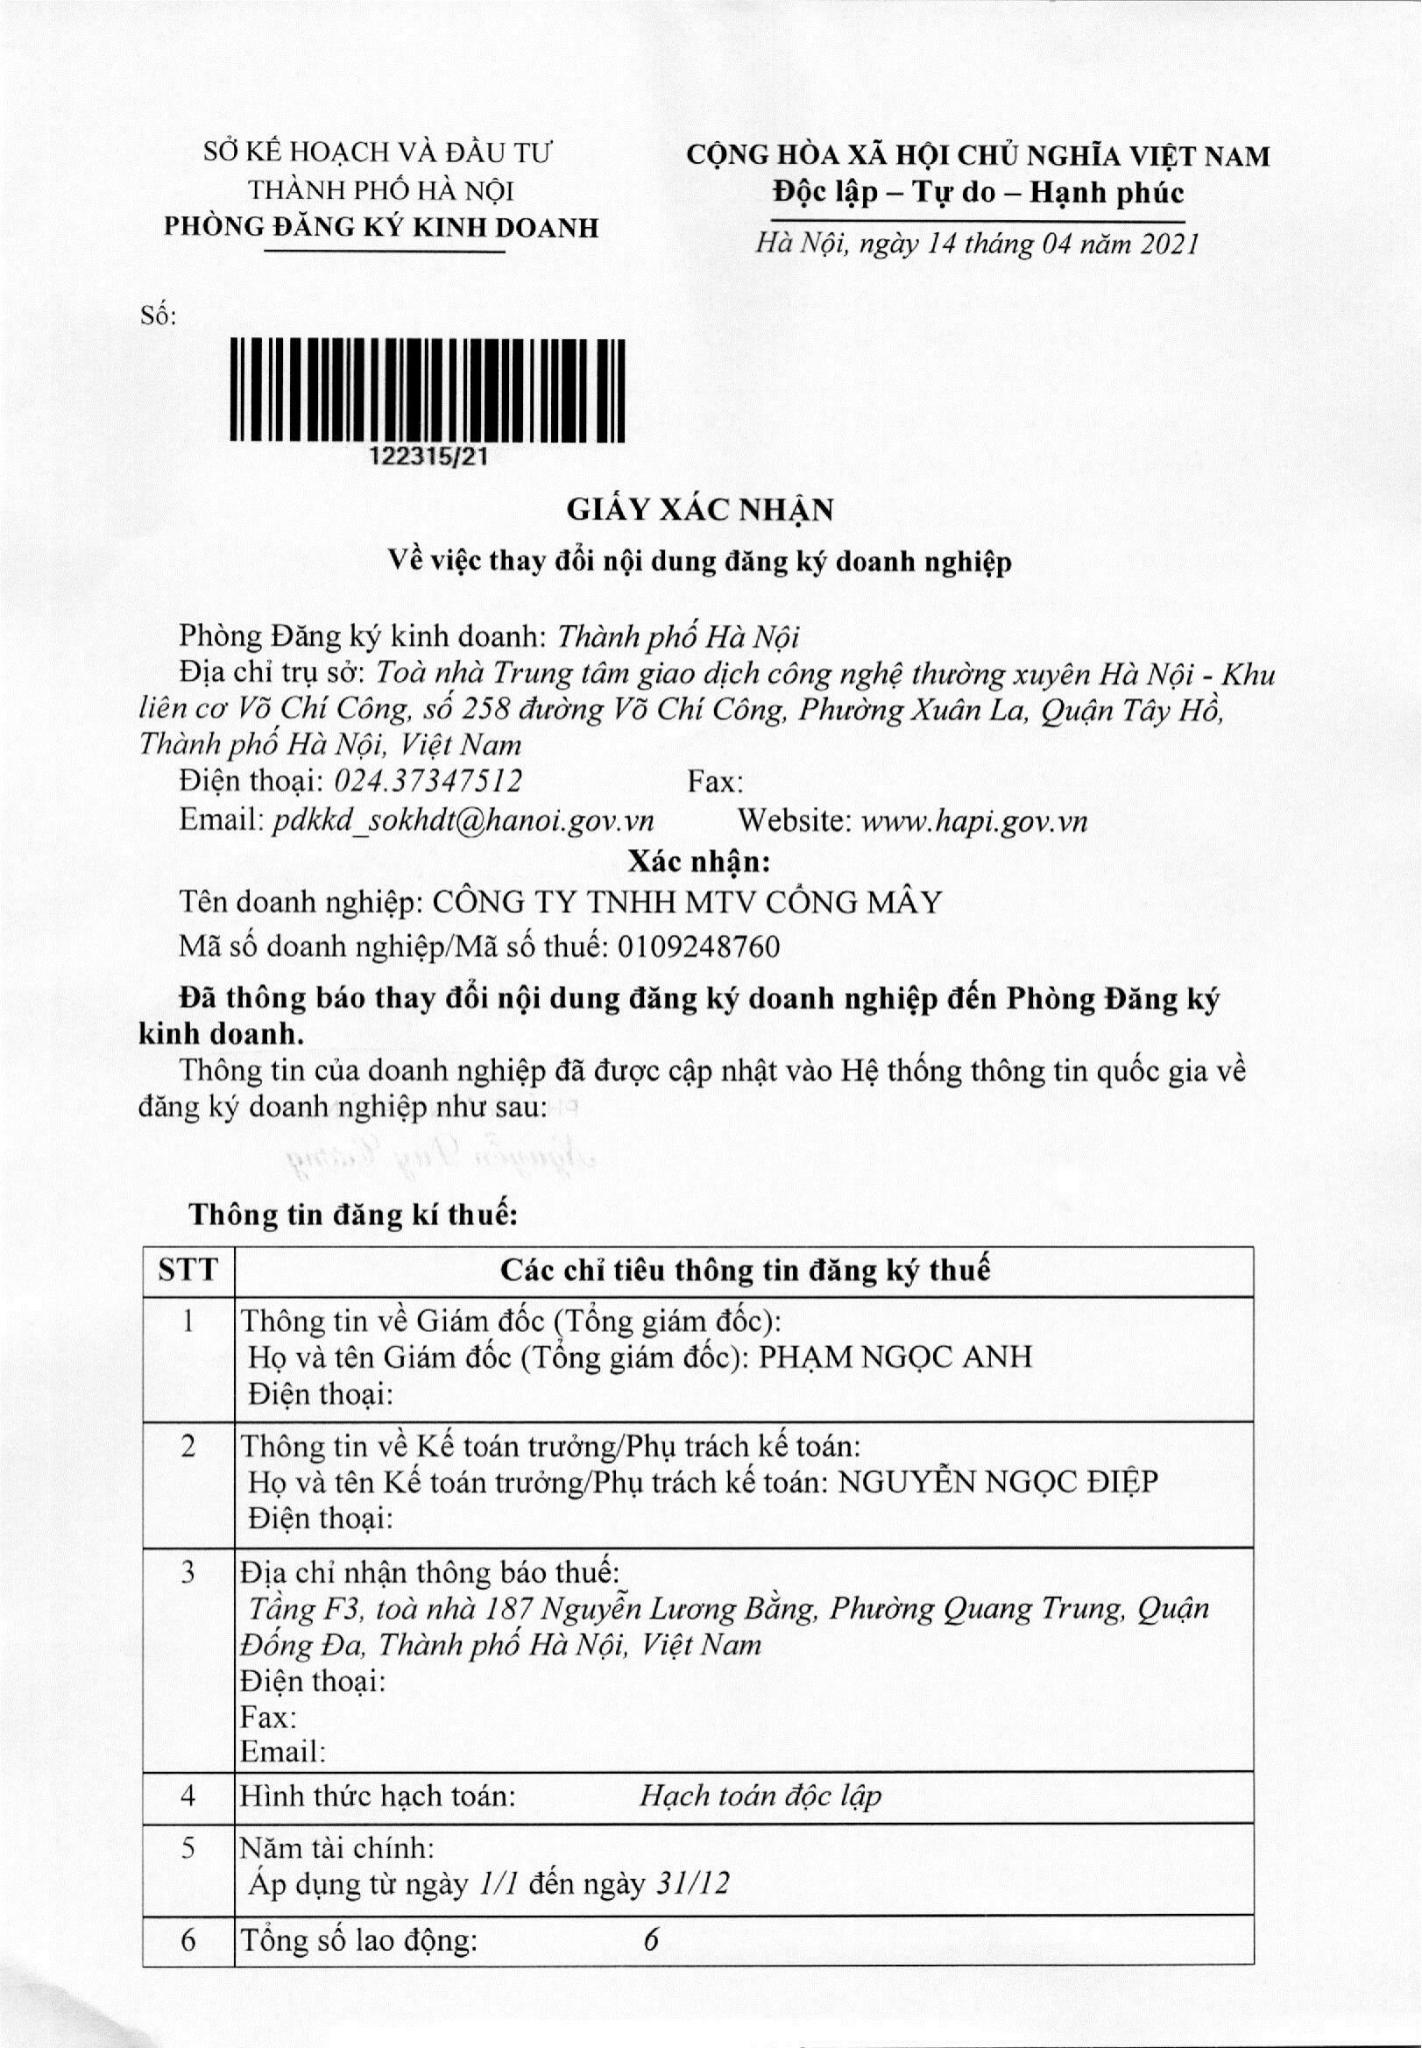 SỞ KẾ HOẠCH VÀ ĐẦU TƯ
THÀNH PHỐ HÀ NỘI
PHÒNG ĐĂNG KÝ KINH DOANH
CỘNG HÒA XÃ HỘI CHỦ NGHĨA VIỆT NAM
Độc lập – Tự do – Hạnh phúc
Hà Nội, ngày 14 tháng 04 năm 2021
Số:
122315/21
GIẤY XÁC NHẬN
Về việc thay đổi nội dung đăng ký doanh nghiệp
Phòng Đăng ký kinh doanh: Thành phố Hà Nội
Địa chỉ trụ sở: Toà nhà Trung tâm giao dịch công nghệ thường xuyên Hà Nội - Khu
liên cơ Võ Chí Công, số 258 đường Võ Chí Công, Phường Xuân La, Quận Tây Hồ,
Thành phố Hà Nội, Việt Nam
Điện thoại: 024.37347512 Fax:
Email: pdkkd_sokhdt@hanoi.gov.vn Website: www.hapi.gov.vn
Xác nhận:
Tên doanh nghiệp: CÔNG TY TNHH MTV CỔNG MÂY
Mã số doanh nghiệp/Mã số thuế: 0109248760
Đã thông báo thay đổi nội dung đăng ký doanh nghiệp đến Phòng Đăng ký
kinh doanh.
Thông tin của doanh nghiệp đã được cập nhật vào Hệ thống thông tin quốc gia về
đăng ký doanh nghiệp như sau:
Thông tin đăng kí thuế:
STT Các chỉ tiêu thông tin đăng ký thuế
1 Thông tin về Giám đốc (Tổng giám đốc):
Họ và tên Giám đốc (Tổng giám đốc): PHẠM NGỌC ANH
Điện thoại:
2 Thông tin về Kế toán trưởng/Phụ trách kế toán:
Họ và tên Kế toán trưởng/Phụ trách kế toán: NGUYỄN NGỌC ĐIỆP
Điện thoại:
3 Địa chỉ nhận thông báo thuế:
Tầng F3, toà nhà 187 Nguyễn Lương Bằng, Phường Quang Trung, Quận
Đống Đa, Thành phố Hà Nội, Việt Nam
Điện thoại:
Fax:
Email:
4 Hình thức hạch toán: Hạch toán độc lập
5 Năm tài chính:
Áp dụng từ ngày 1/1 đến ngày 31/12
6 Tổng số lao động: 6